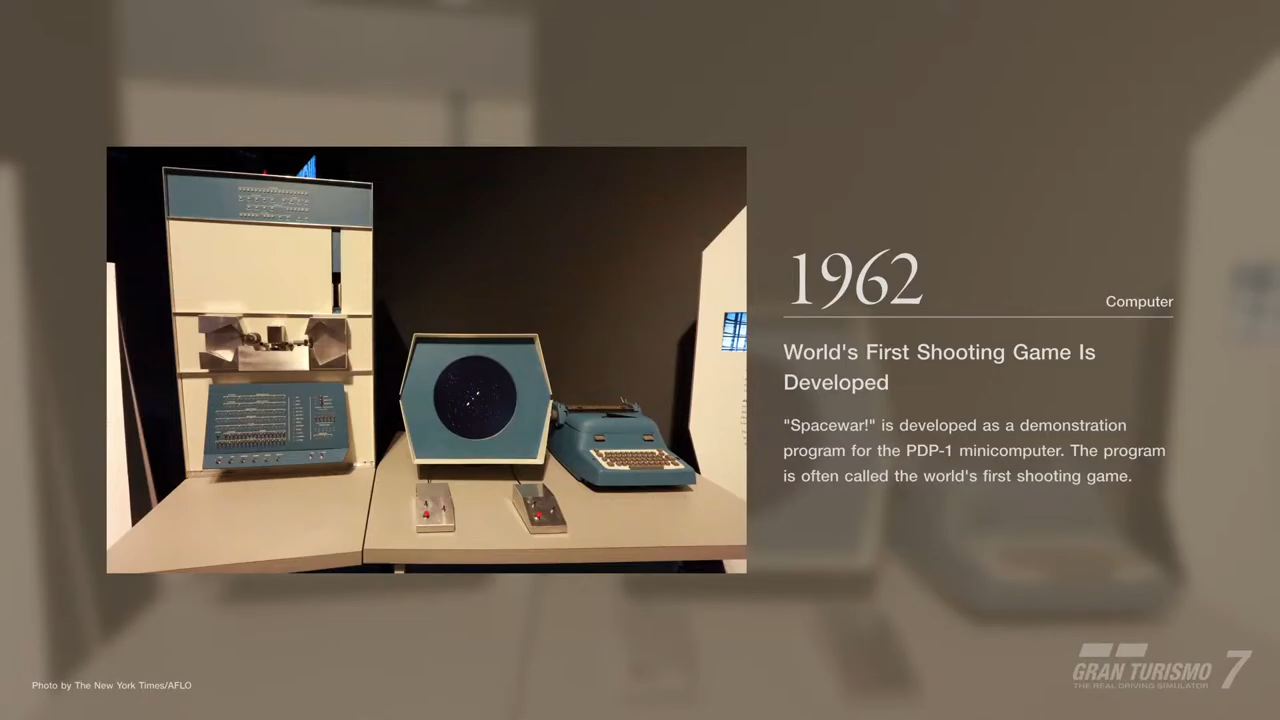 1962
Computer
World's First Shooting Game Is
Developed
"Spacewar!" is developed as a demonstration
program for the PDP-1 minicomputer. The program
is often called the world's first shooting game.
Photo by The New York Times/AFLO
GRAN TURISMO 7
THE REAL DRIVING SIMULATOR